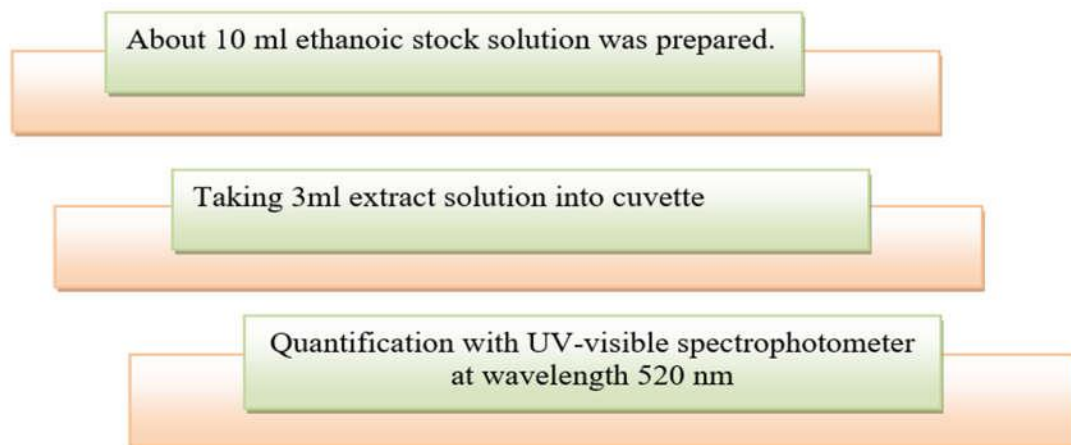 About 10 ml ethanoic stock solution was prepared.
Taking 3ml extract solution into cuvette
Quantification with UV-visible spectrophotometer
at wavelength 520 nm